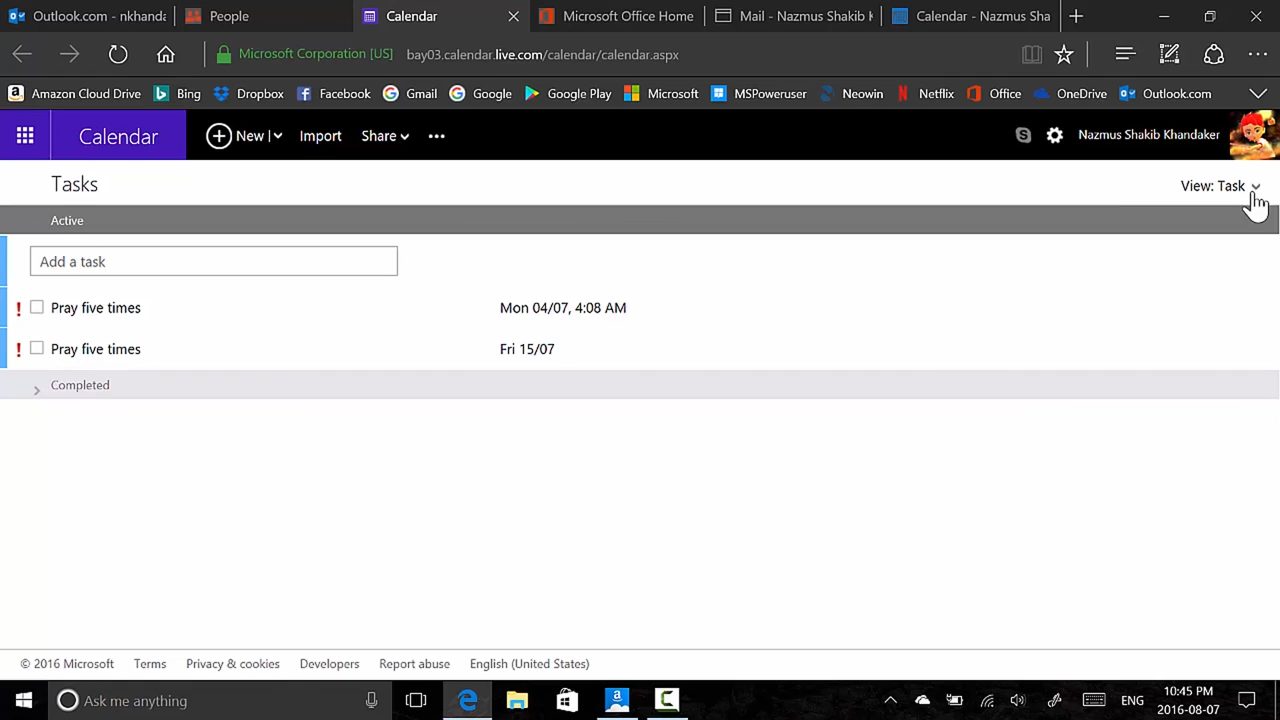 Outlook.com - nkhanda
People
Calendar
Microsoft Office Home
Mail - Nazmus Shakib K
Calendar - Nazmus Sha
Microsoft Corporation [US]
bay03.calendar.live.com/calendar/calendar.aspx
Amazon Cloud Drive
Bing
Dropbox
Facebook
Gmail
Google
Google Play
Microsoft
MSPoweruser
Neowin
Netflix
Office
OneDrive
Outlook.com
Calendar
New
Import
Share
Nazmus Shakib Khandaker
Tasks
View: Task
Active
Add a task
Pray five times
Mon 04/07, 4:08 AM
Pray five times
Fri 15/07
Completed
© 2016 Microsoft
Terms
Privacy & cookies
Developers
Report abuse
English (United States)
Ask me anything
ENG
10:45 PM
2016-08-07